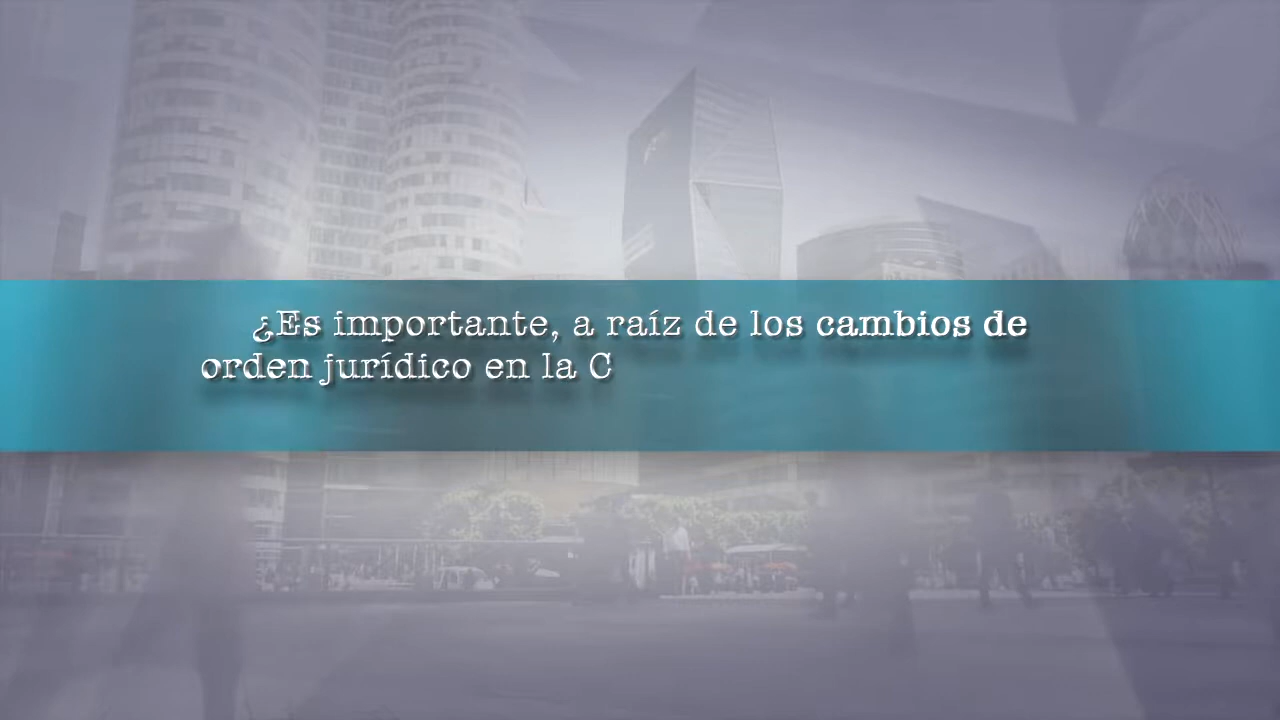 ¿Es importante, a raíz de los cambios de
orden jurídico en la C